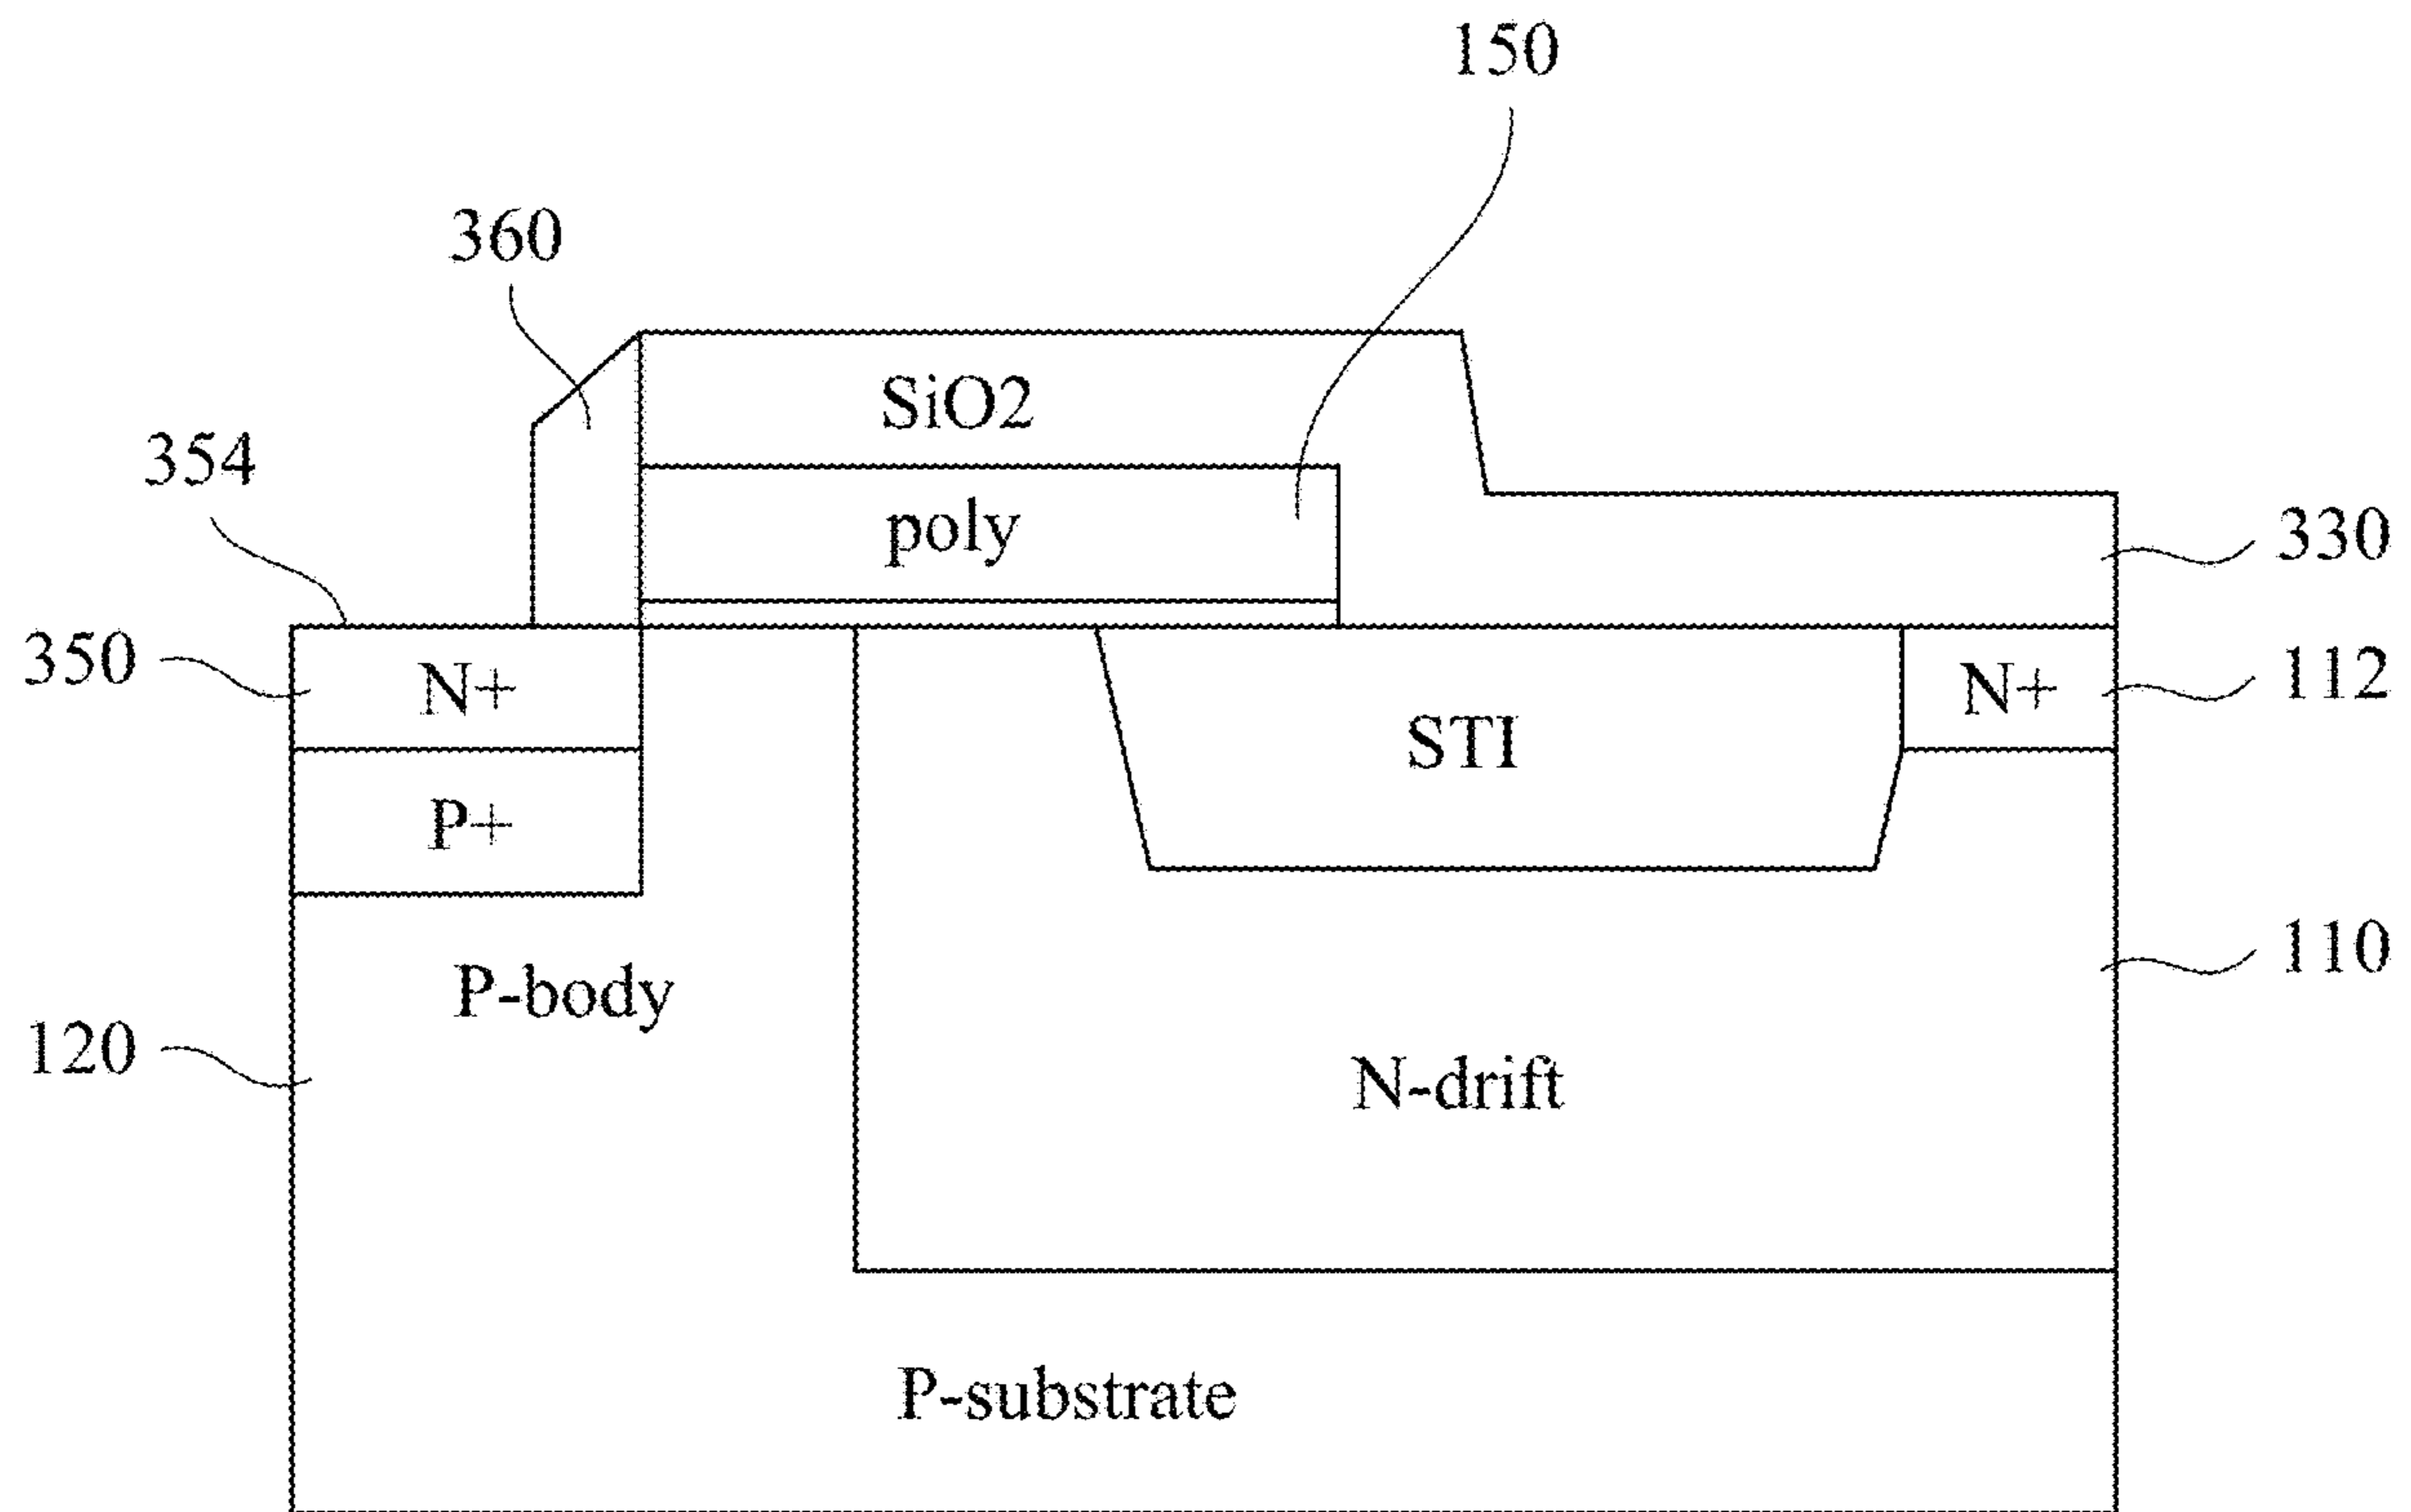 150
360
SiO2
354
poly
330
350
N+
STI
N+
112
P+
110
P-body
120
N-drift
P-substrate